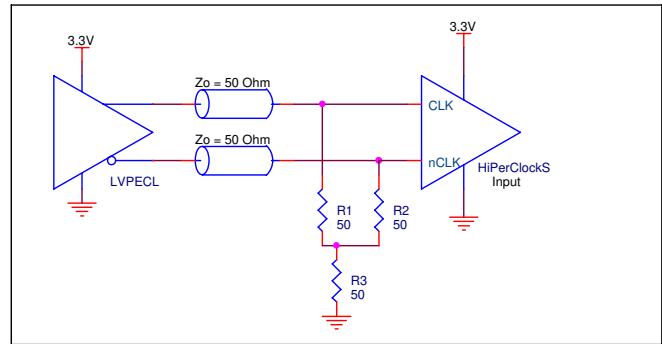 3.3V
3.3V
Zo = 50 Ohm
CLK
Zo = 50 Ohm
nCLK
LVPECL
HiPerClockS
Input
R1
50
R2
50
R3
50